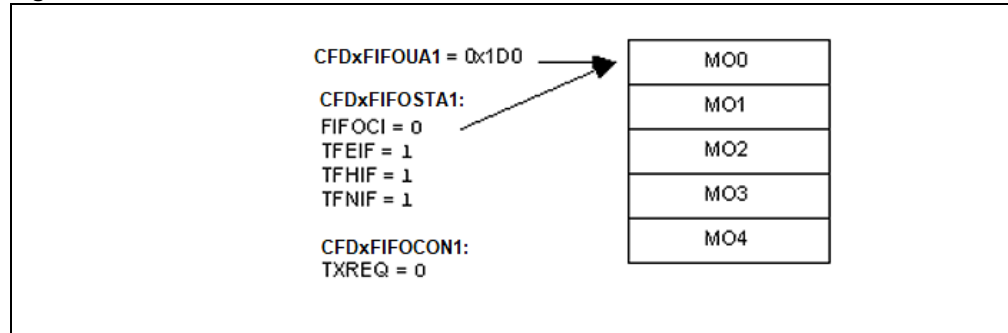 CFDxFIFOUA1 = 0x1D0
CFDxFIFOSTA1:
FIFOCI = 0
TFEIF = 1
TFHIF = 1
TFNIF = 1
CFDxFIFOCON1:
TXREQ = 0
MO0
MO1
MO2
MO3
MO4